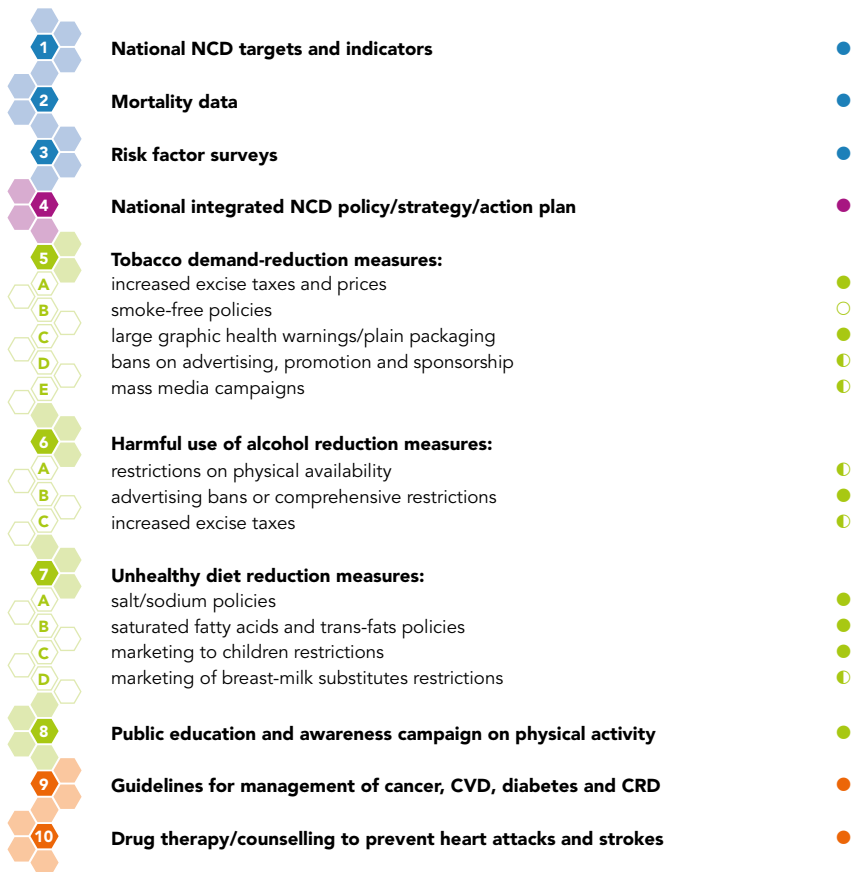 1 National NCD targets and indicators
2 Mortality data
3 Risk factor surveys
4 National integrated NCD policy/strategy/action plan
5 Tobacco demand-reduction measures:
A increased excise taxes and prices
B smoke-free policies
C large graphic health warnings/plain packaging
D bans on advertising, promotion and sponsorship
E mass media campaigns
6 Harmful use of alcohol reduction measures:
A restrictions on physical availability
B advertising bans or comprehensive restrictions
C increased excise taxes
7 Unhealthy diet reduction measures:
A salt/sodium policies
B saturated fatty acids and trans-fats policies
C marketing to children restrictions
D marketing of breast-milk substitutes restrictions
8 Public education and awareness campaign on physical activity
9 Guidelines for management of cancer, CVD, diabetes and CRD
10 Drug therapy/counselling to prevent heart attacks and strokes